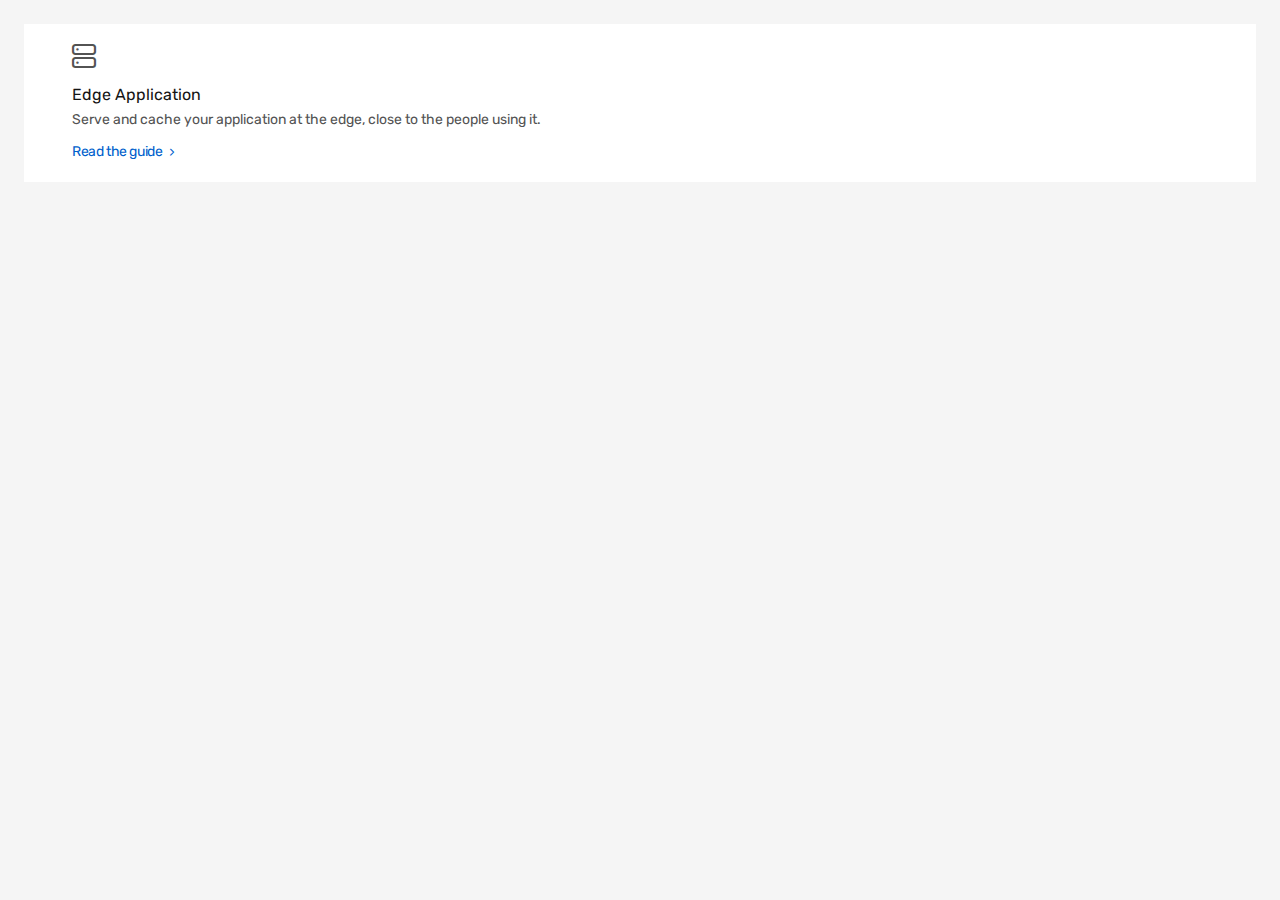 Edge Application
Serve and cache your application at the edge, close to the people using it.
Read the guide